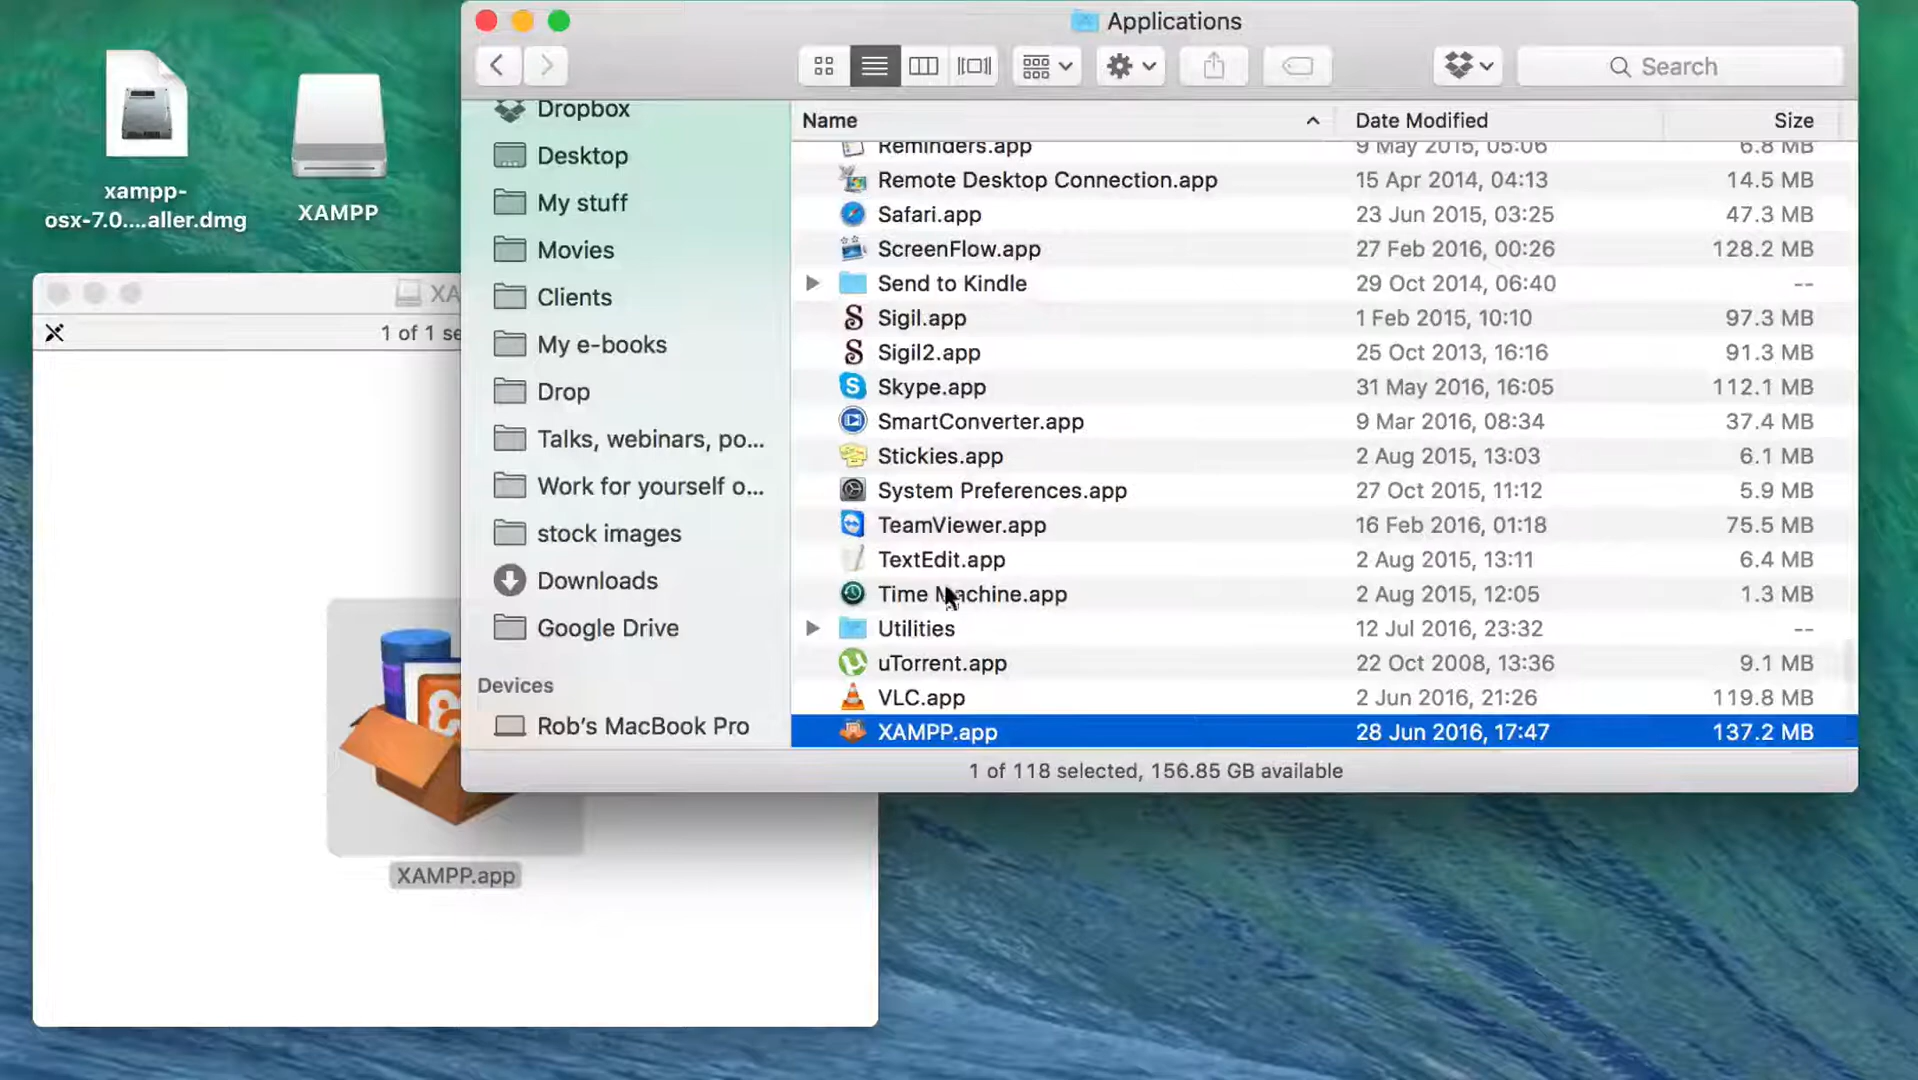 Applications
Search
xampp-
osx-7.0....aller.dmg
XAMPP
XA
1 of 1 se
XAMPP.app
Dropbox
Desktop
My stuff
Movies
Clients
My e-books
Drop
Talks, webinars, po...
Work for yourself o...
stock images
Downloads
Google Drive
Devices
Rob's MacBook Pro
Name Date Modified Size
Reminders.app 9 May 2015, 05:06 6.8 MB
Remote Desktop Connection.app 15 Apr 2014, 04:13 14.5 MB
Safari.app 23 Jun 2015, 03:25 47.3 MB
ScreenFlow.app 27 Feb 2016, 00:26 128.2 MB
Send to Kindle 29 Oct 2014, 06:40 --
Sigil.app 1 Feb 2015, 10:10 97.3 MB
Sigil2.app 25 Oct 2013, 16:16 91.3 MB
Skype.app 31 May 2016, 16:05 112.1 MB
SmartConverter.app 9 Mar 2016, 08:34 37.4 MB
Stickies.app 2 Aug 2015, 13:03 6.1 MB
System Preferences.app 27 Oct 2015, 11:12 5.9 MB
TeamViewer.app 16 Feb 2016, 01:18 75.5 MB
TextEdit.app 2 Aug 2015, 13:11 6.4 MB
Time Machine.app 2 Aug 2015, 12:05 1.3 MB
Utilities 12 Jul 2016, 23:32 --
uTorrent.app 22 Oct 2008, 13:36 9.1 MB
VLC.app 2 Jun 2016, 21:26 119.8 MB
XAMPP.app 28 Jun 2016, 17:47 137.2 MB
1 of 118 selected, 156.85 GB available